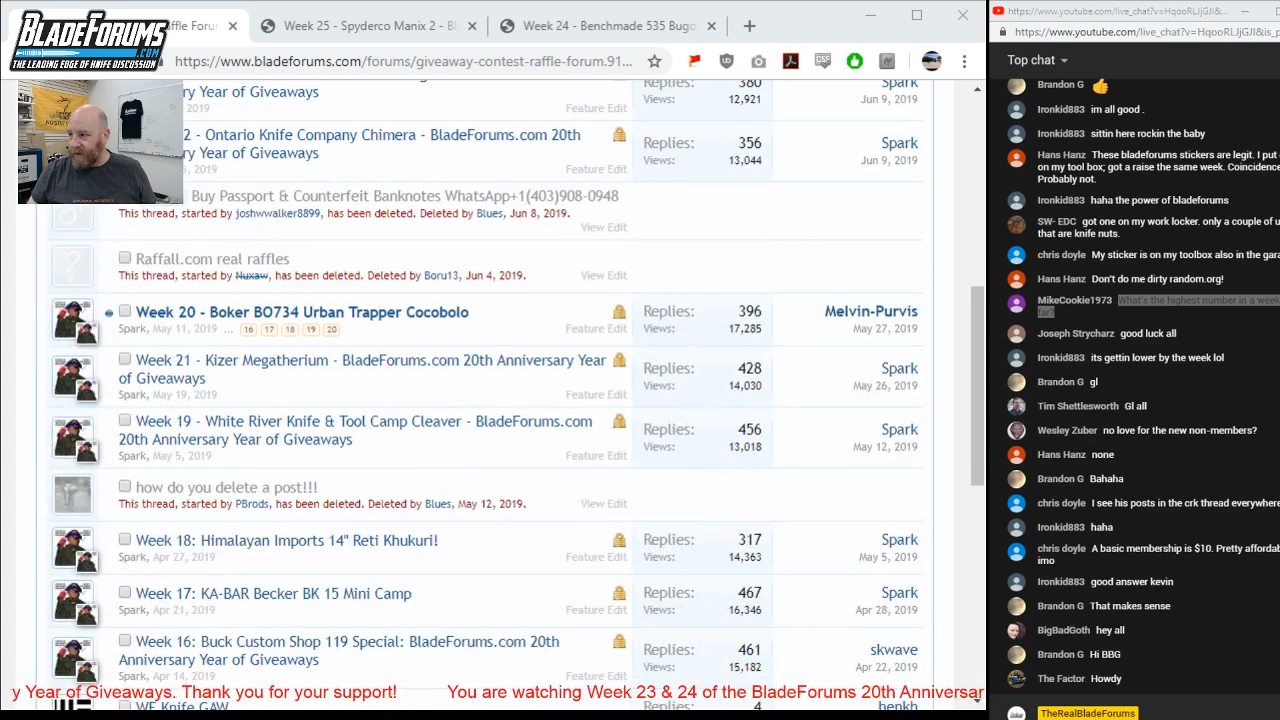 BLADEFORUMS
.COM
THE LEADING EDGE OF KNIFE DISCUSSION
Week 25 - Spyderco Manix 2 - Bl
Week 24 - Benchmade 535 Bugou
https://www.bladeforums.com/forums/giveaway-contest-raffle-forum.91...
ry Year of Giveaways
2019
Feature Edit
Replies: 380
Views: 12,921
Spark
Jun 9, 2019
2 - Ontario Knife Company Chimera - BladeForums.com 20th
ry Year of Giveaways
2019
Feature Edit
Replies: 356
Views: 13,044
Spark
Jun 9, 2019
Buy Passport & Counterfeit Banknotes WhatsApp+1(403)908-0948
This thread, started by joshwwalker8899, has been deleted. Deleted by Blues, Jun 8, 2019.
View Edit
Raffall.com real raffles
This thread, started by Nuxaw, has been deleted. Deleted by Boru13, Jun 4, 2019.
View Edit
Week 20 - Boker BO734 Urban Trapper Cocobolo
Spark, May 11, 2019 ... 16 17 18 19 20
Feature Edit
Replies: 396
Views: 17,285
Melvin-Purvis
May 27, 2019
Week 21 - Kizer Megatherium - BladeForums.com 20th Anniversary Year
of Giveaways
Spark, May 19, 2019
Feature Edit
Replies: 428
Views: 14,030
Spark
May 26, 2019
Week 19 - White River Knife & Tool Camp Cleaver - BladeForums.com
20th Anniversary Year of Giveaways
Spark, May 5, 2019
Feature Edit
Replies: 456
Views: 13,018
Spark
May 12, 2019
how do you delete a post!!!
This thread, started by PBrods, has been deleted. Deleted by Blues, May 12, 2019.
View Edit
Week 18: Himalayan Imports 14" Reti Khukuri!
Spark, Apr 27, 2019
Feature Edit
Replies: 317
Views: 14,363
Spark
May 5, 2019
Week 17: KA-BAR Becker BK 15 Mini Camp
Spark, Apr 21, 2019
Feature Edit
Replies: 467
Views: 16,346
Spark
Apr 28, 2019
Week 16: Buck Custom Shop 119 Special: BladeForums.com 20th
Anniversary Year of Giveaways
Spark, Apr 14, 2019
Feature Edit
Replies: 461
Views: 15,182
skwave
Apr 22, 2019
y Year of Giveaways. Thank you for your support! You are watching Week 23 & 24 of the BladeForums 20th Anniversar
https://www.youtube.com/live_chat?v=HqooRLJjGJI&...
https://www.youtube.com/live_chat?v=HqooRLJjGJI&is_p
Top chat
Brandon G
Ironkid883 im all good .
Ironkid883 sittin here rockin the baby
Hans Hanz These bladeforums stickers are legit. I put
on my tool box; got a raise the same week. Coincidence
Probably not.
Ironkid883 haha the power of bladeforums
SW- EDC got one on my work locker. only a couple of u
that are knife nuts.
chris doyle My sticker is on my toolbox also in the gara
Hans Hanz Don't do me dirty random.org!
MikeCookie1973 What's the highest number in a week
far?
Joseph Strycharz good luck all
Ironkid883 its gettin lower by the week lol
Brandon G gl
Tim Shettlesworth Gl all
Wesley Zuber no love for the new non-members?
Hans Hanz none
Brandon G Bahaha
chris doyle I see his posts in the crk thread everywhere
Ironkid883 haha
chris doyle A basic membership is $10. Pretty affordab
imo
Ironkid883 good answer kevin
Brandon G That makes sense
BigBadGoth hey all
Brandon G Hi BBG
The Factor Howdy
TheRealBladeForums